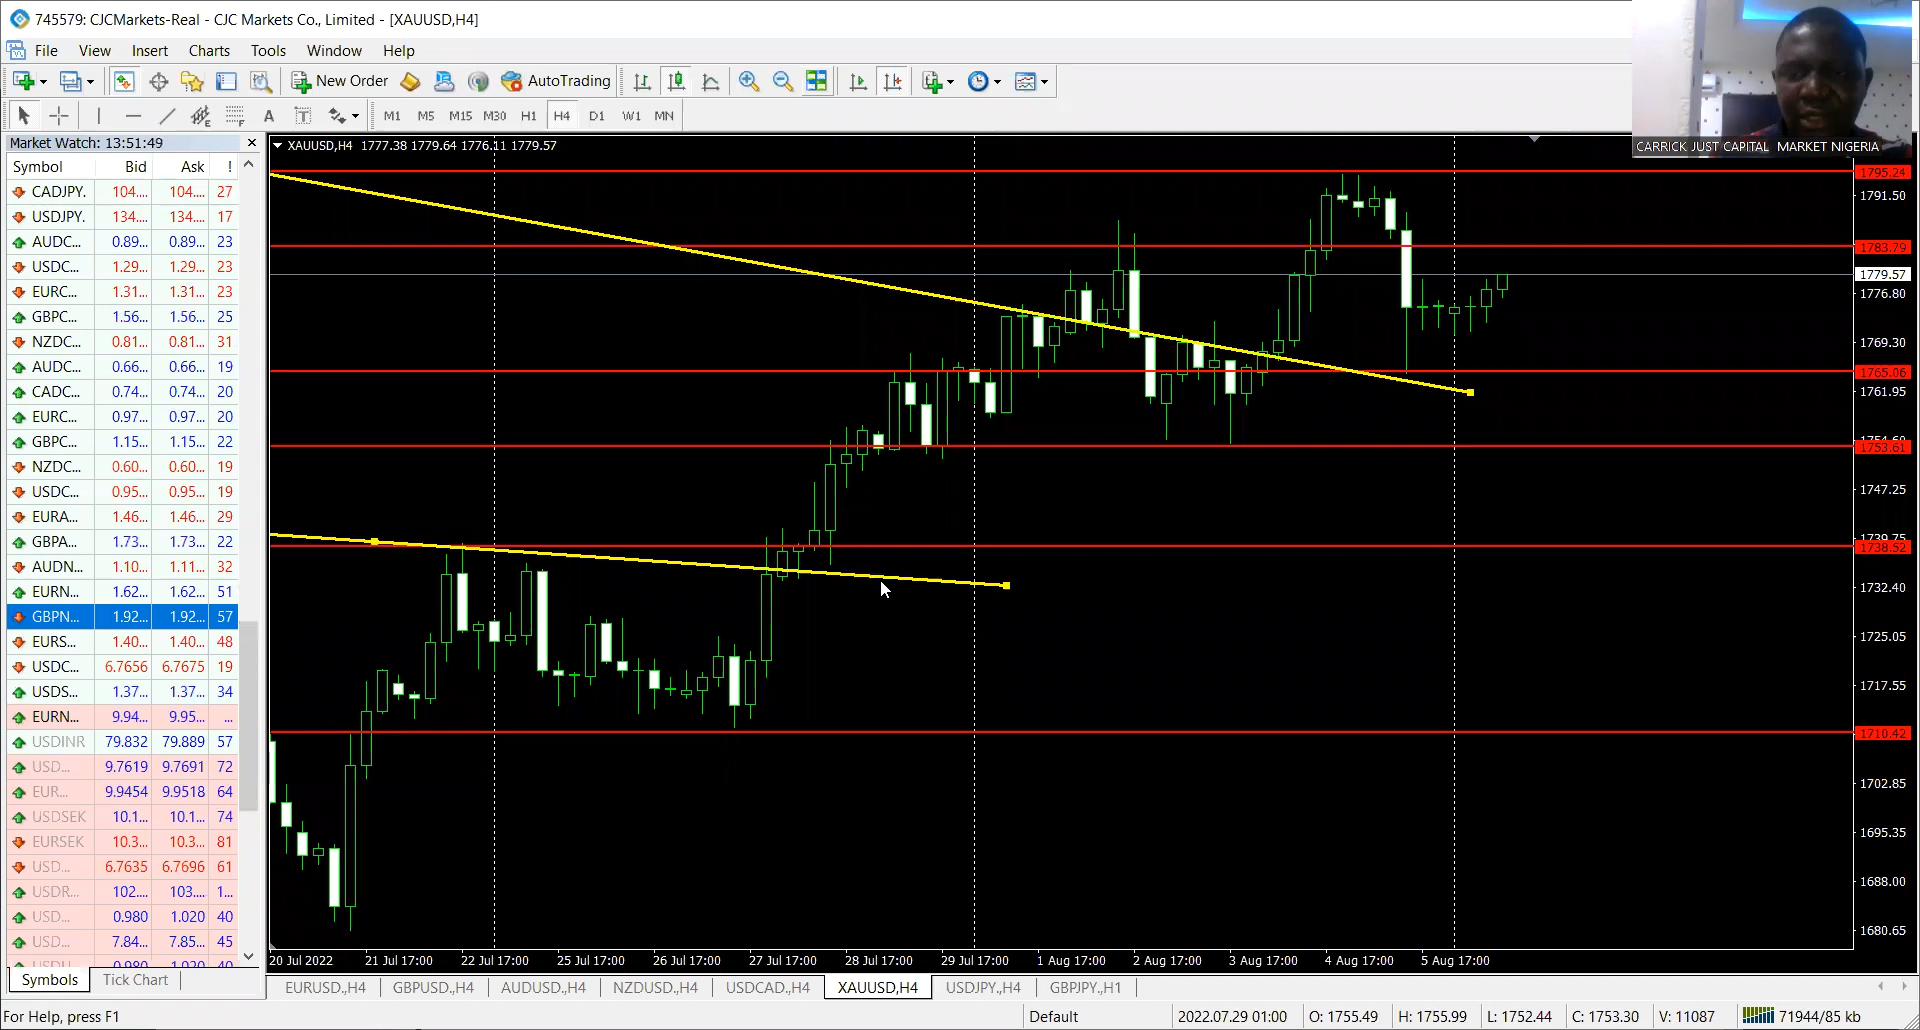 745579: CJCMarkets-Real - CJC Markets Co., Limited - [XAUUSD,H4]
File View Insert Charts Tools Window Help
New Order AutoTrading
A T M1 M5 M15 M30 H1 H4 D1 W1 MN
CARRICK JUST CAPITAL MARKET NIGERIA
Market Watch: 13:51:49
Symbol Bid Ask !
CADJPY. 104.... 104.... 27
USDJPY. 134.... 134.... 17
AUDC... 0.89... 0.89... 23
USDC... 1.29... 1.29... 23
EURC... 1.31... 1.31... 23
GBPC... 1.56... 1.56... 25
NZDC... 0.81... 0.81... 31
AUDC... 0.66... 0.66... 19
CADC... 0.74... 0.74... 20
EURC... 0.97... 0.97... 20
GBPC... 1.15... 1.15... 22
NZDC... 0.60... 0.60... 19
USDC... 0.95... 0.95... 19
EURA... 1.46... 1.46... 29
GBPA... 1.73... 1.73... 22
AUDN... 1.10... 1.11... 32
EURN... 1.62... 1.62... 51
GBPN... 1.92... 1.92... 57
EURS... 1.40... 1.40... 48
USDC... 6.7656 6.7675 19
USDS... 1.37... 1.37... 34
EURN... 9.94... 9.95... ...
USDINR 79.832 79.889 57
USD... 9.7619 9.7691 72
EUR... 9.9454 9.9518 64
USDSEK 10.1... 10.1... 74
EURSEK 10.3... 10.3... 81
USD... 6.7635 6.7696 61
USDR... 102.... 103.... 1...
USD... 0.980 1.020 40
USD... 7.84... 7.85... 45
Symbols Tick Chart
XAUUSD,H4 1777.38 1779.64 1776.11 1779.57
1795.24
1791.50
1783.79
1779.57
1776.80
1769.30
1765.06
1761.95
1753.61
1747.25
1739.75
1738.52
1732.40
1725.05
1717.55
1710.42
1702.85
1695.35
1688.00
1680.65
20 Jul 2022 21 Jul 17:00 22 Jul 17:00 25 Jul 17:00 26 Jul 17:00 27 Jul 17:00 28 Jul 17:00 29 Jul 17:00 1 Aug 17:00 2 Aug 17:00 3 Aug 17:00 4 Aug 17:00 5 Aug 17:00
EURUSD.,H4 GBPUSD.,H4 AUDUSD.,H4 NZDUSD.,H4 USDCAD.,H4 XAUUSD,H4 USDJPY.,H4 GBPJPY.,H1
For Help, press F1 Default 2022.07.29 01:00 O: 1755.49 H: 1755.99 L: 1752.44 C: 1753.30 V: 11087 71944/85 kb